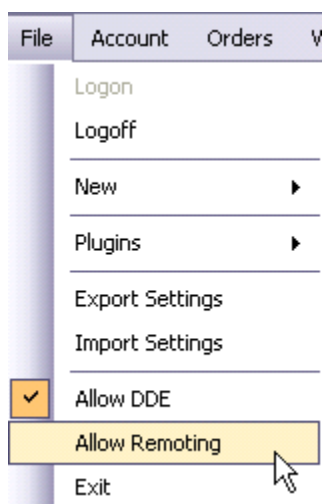 File Account Orders
Logon
Logoff
New
Plugins
Export Settings
Import Settings
Allow DDE
Allow Remoting
Exit